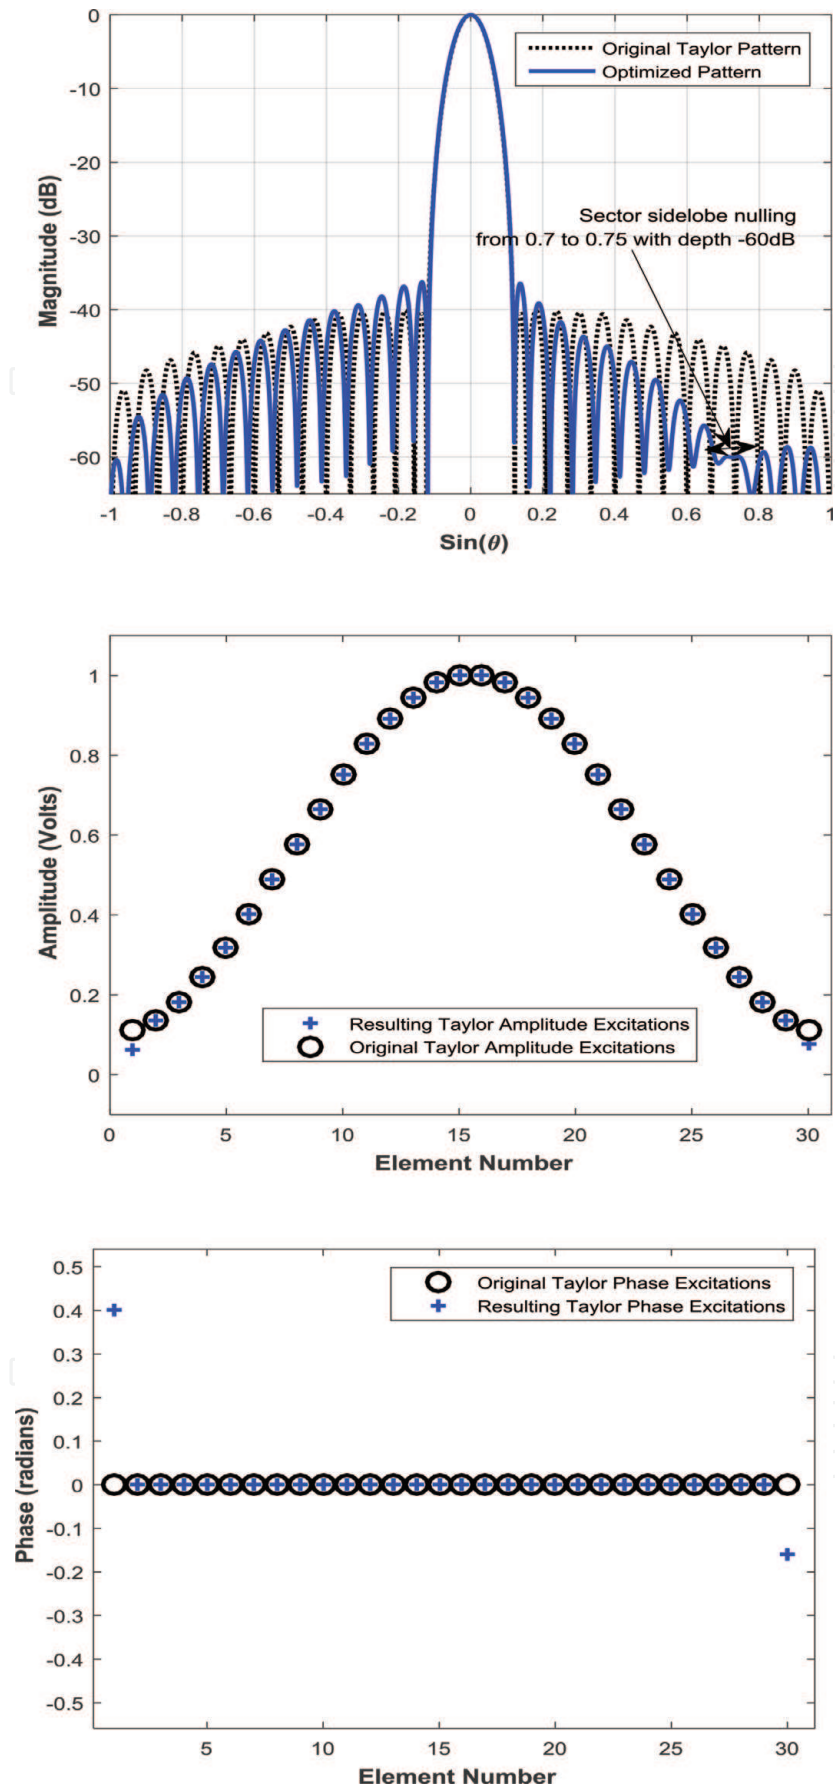 0
-10
-20
-30
-40
-50
-60
Magnitude (dB)
Original Taylor Pattern
Optimized Pattern
Sector sidelobe nulling
from 0.7 to 0.75 with depth -60dB
-1 -0.8 -0.6 -0.4 -0.2 0 0.2 0.4 0.6 0.8 1
Sin(θ)
1
0.8
0.6
0.4
0.2
0
Amplitude (Volts)
Resulting Taylor Amplitude Excitations
Original Taylor Amplitude Excitations
0 5 10 15 20 25 30
Element Number
0.5
0.4
0.3
0.2
0.1
0
-0.1
-0.2
-0.3
-0.4
-0.5
Phase (radians)
Original Taylor Phase Excitations
Resulting Taylor Phase Excitations
5 10 15 20 25 30
Element Number